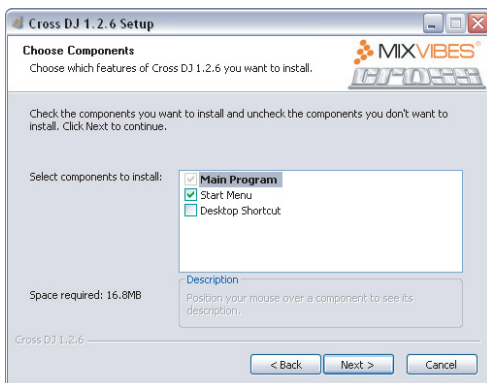 Cross DJ 1.2.6 Setup
Choose Components
Choose which features of Cross DJ 1.2.6 you want to install.
MIXVIBES®
CROSS
Check the components you want to install and uncheck the components you don't want to
install. Click Next to continue.
Select components to install:
Main Program
Start Menu
Desktop Shortcut
Space required: 16.8MB
Description
Position your mouse over a component to see its
description.
Cross DJ 1.2.6
< Back
Next >
Cancel